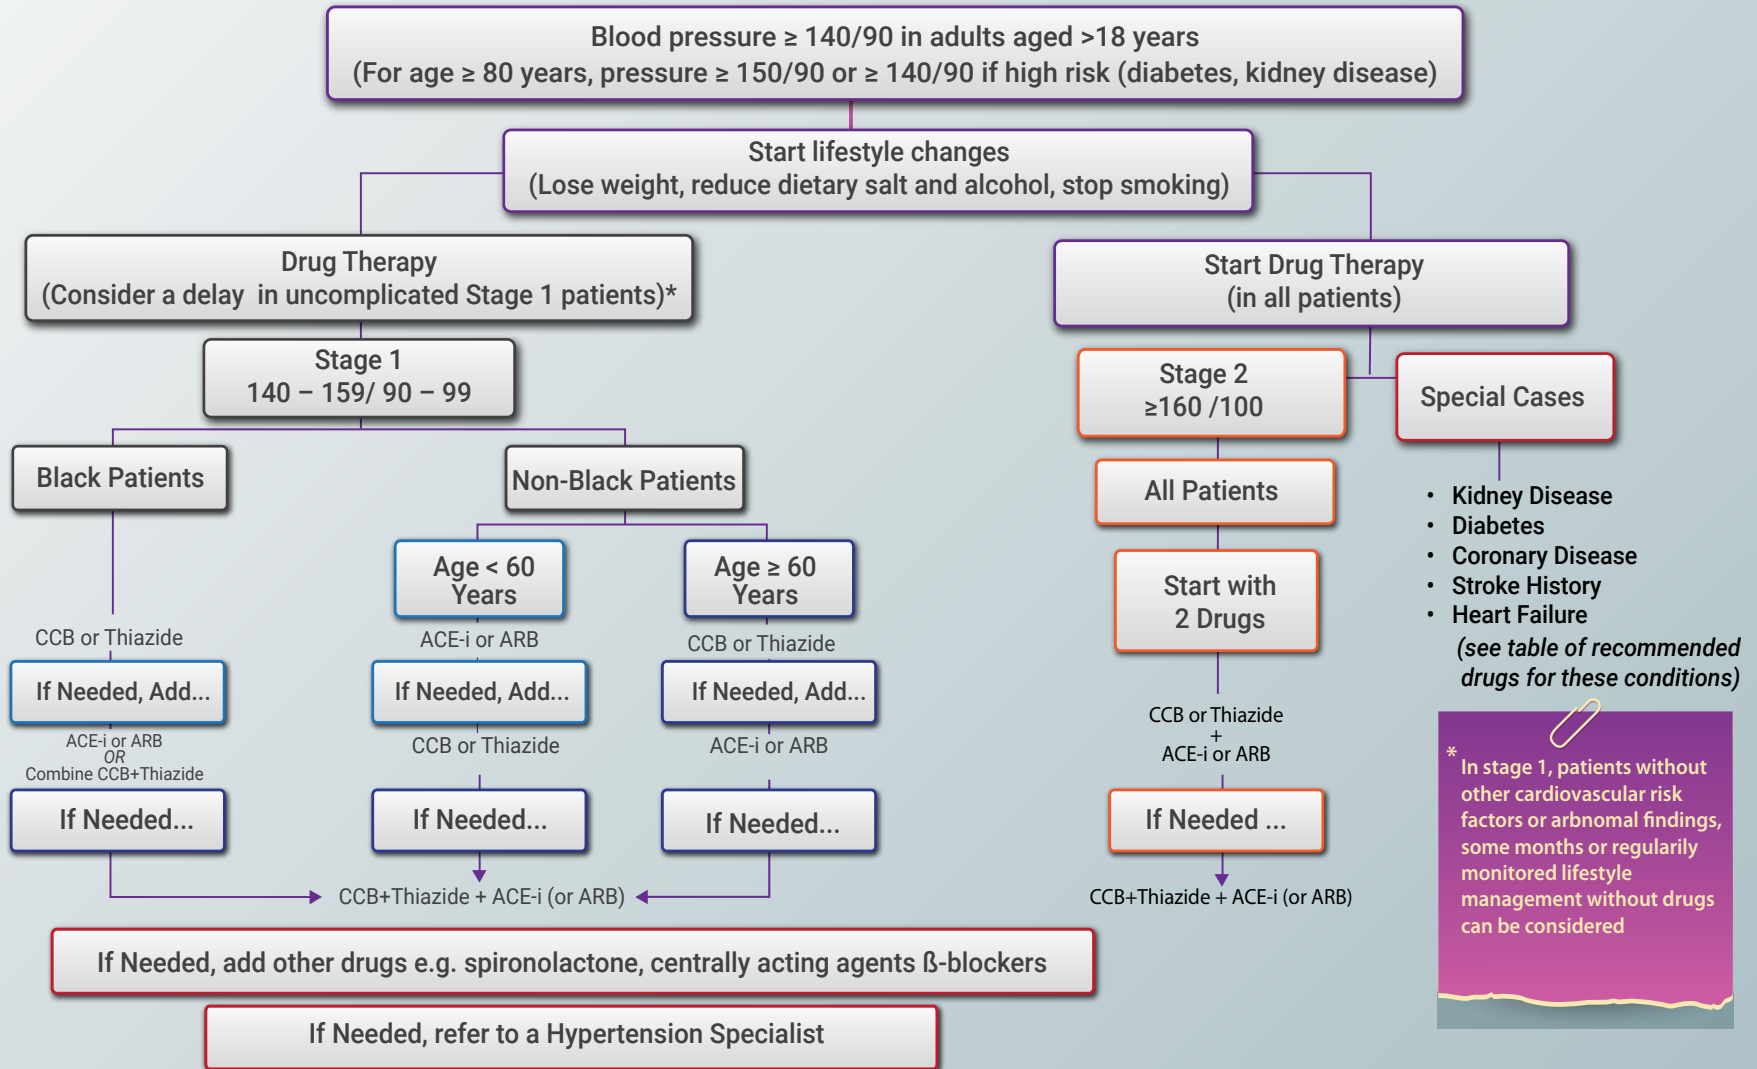 Blood pressure ≥ 140/90 in adults aged >18 years
(For age ≥ 80 years, pressure ≥ 150/90 or ≥ 140/90 if high risk (diabetes, kidney disease)
Start lifestyle changes
(Lose weight, reduce dietary salt and alcohol, stop smoking)
Drug Therapy
(Consider a delay in uncomplicated Stage 1 patients)*
Stage 1
140 – 159/ 90 – 99
Black Patients
CCB or Thiazide
If Needed, Add...
ACE-i or ARB
OR
Combine CCB+Thiazide
If Needed...
Non-Black Patients
Age < 60
Years
ACE-i or ARB
If Needed, Add...
CCB or Thiazide
If Needed...
Age ≥ 60
Years
CCB or Thiazide
If Needed, Add...
ACE-i or ARB
If Needed...
CCB+Thiazide + ACE-i (or ARB)
Start Drug Therapy
(in all patients)
Stage 2
≥160 /100
All Patients
Start with
2 Drugs
CCB or Thiazide
+
ACE-i or ARB
If Needed ...
CCB+Thiazide + ACE-i (or ARB)
Special Cases
• Kidney Disease
• Diabetes
• Coronary Disease
• Stroke History
• Heart Failure
(see table of recommended
drugs for these conditions)
* In stage 1, patients without
other cardiovascular risk
factors or arbnomal findings,
some months or regularily
monitored lifestyle
management without drugs
can be considered
If Needed, add other drugs e.g. spironolactone, centrally acting agents ß-blockers
If Needed, refer to a Hypertension Specialist